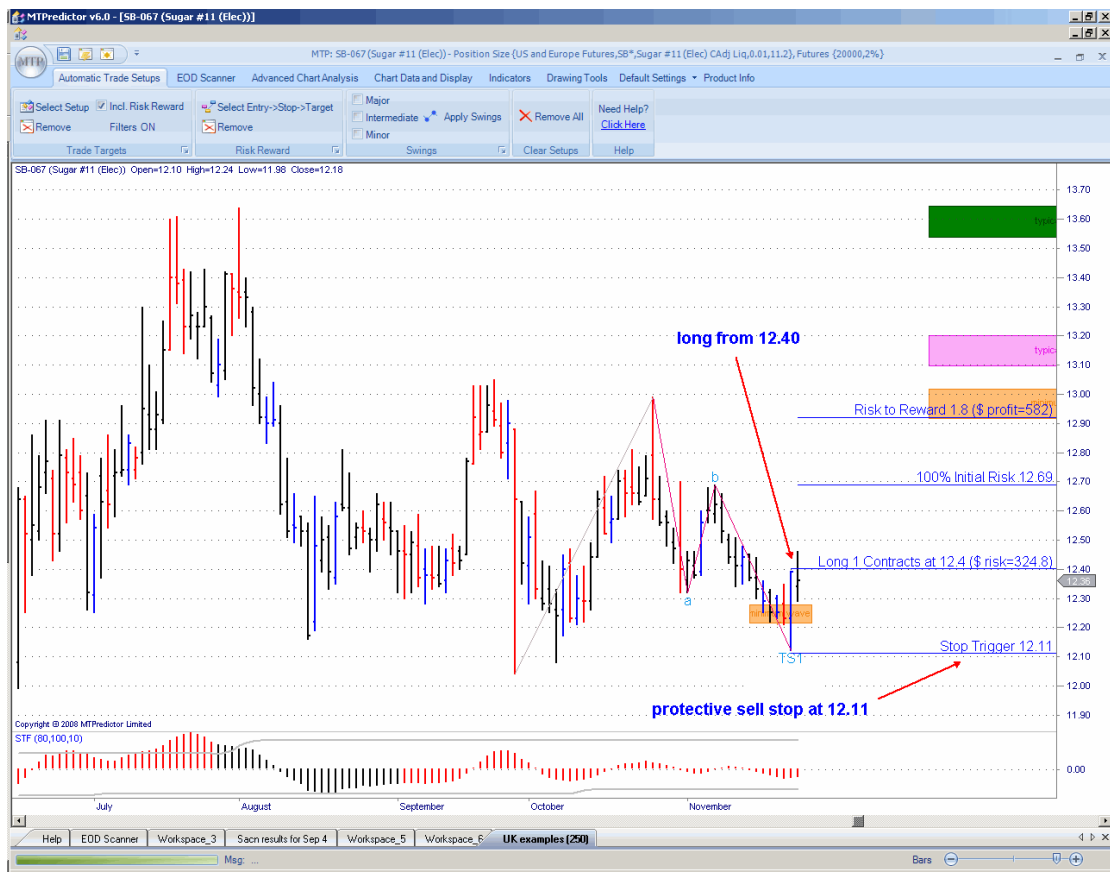 MTPredictor v6.0 - [SB-067 (Sugar #11 (Elec))]
MTP: SB-067 (Sugar #11 (Elec)) - Position Size {US and Europe Futures,SB*,Sugar #11 (Elec) CAdj Liq,0.01,11.2}, Futures {20000,2%}
MTP
Automatic Trade Setups EOD Scanner Advanced Chart Analysis Chart Data and Display Indicators Drawing Tools Default Settings Product Info
Select Setup Incl. Risk Reward
Remove Filters ON
Trade Targets
Select Entry->Stop->Target
Remove
Risk Reward
Major
Intermediate
Minor
Apply Swings
Swings
Remove All
Clear Setups
Need Help?
Click Here
Help
SB-067 (Sugar #11 (Elec)) Open=12.10 High=12.24 Low=11.98 Close=12.18
13.70
13.60
13.50
13.40
13.30
13.20
13.10
13.00
12.90
12.80
12.70
12.60
12.50
12.40
12.36
12.30
12.20
12.10
12.00
11.90
long from 12.40
Risk to Reward 1.8 ($ profit=582)
100% Initial Risk 12.69
b
Long 1 Contracts at 12.4 ($ risk=324.8)
a
Stop Trigger 12.11
TS1
protective sell stop at 12.11
Copyright © 2008 MTPredictor Limited
STF (80,100,10)
0.00
July August September October November
Help EOD Scanner Workspace_3 Sacn results for Sep 4 Workspace_5 Workspace_6 UK examples (250)
Msg: ...
Bars